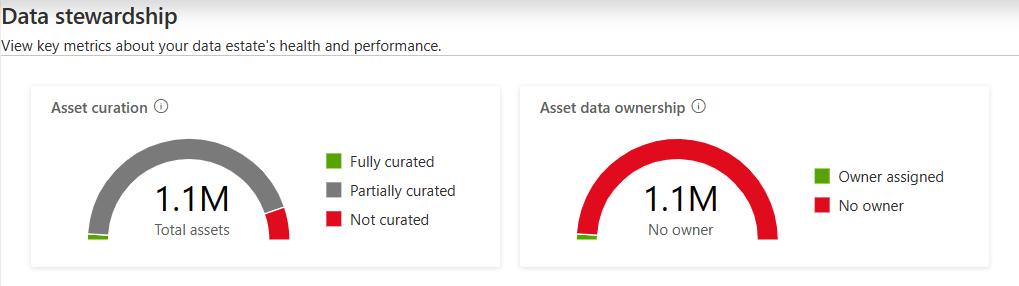 Data stewardship
View key metrics about your data estate's health and performance.
Asset curation
1.1M
Total assets
Fully curated
Partially curated
Not curated
Asset data ownership
1.1M
No owner
Owner assigned
No owner